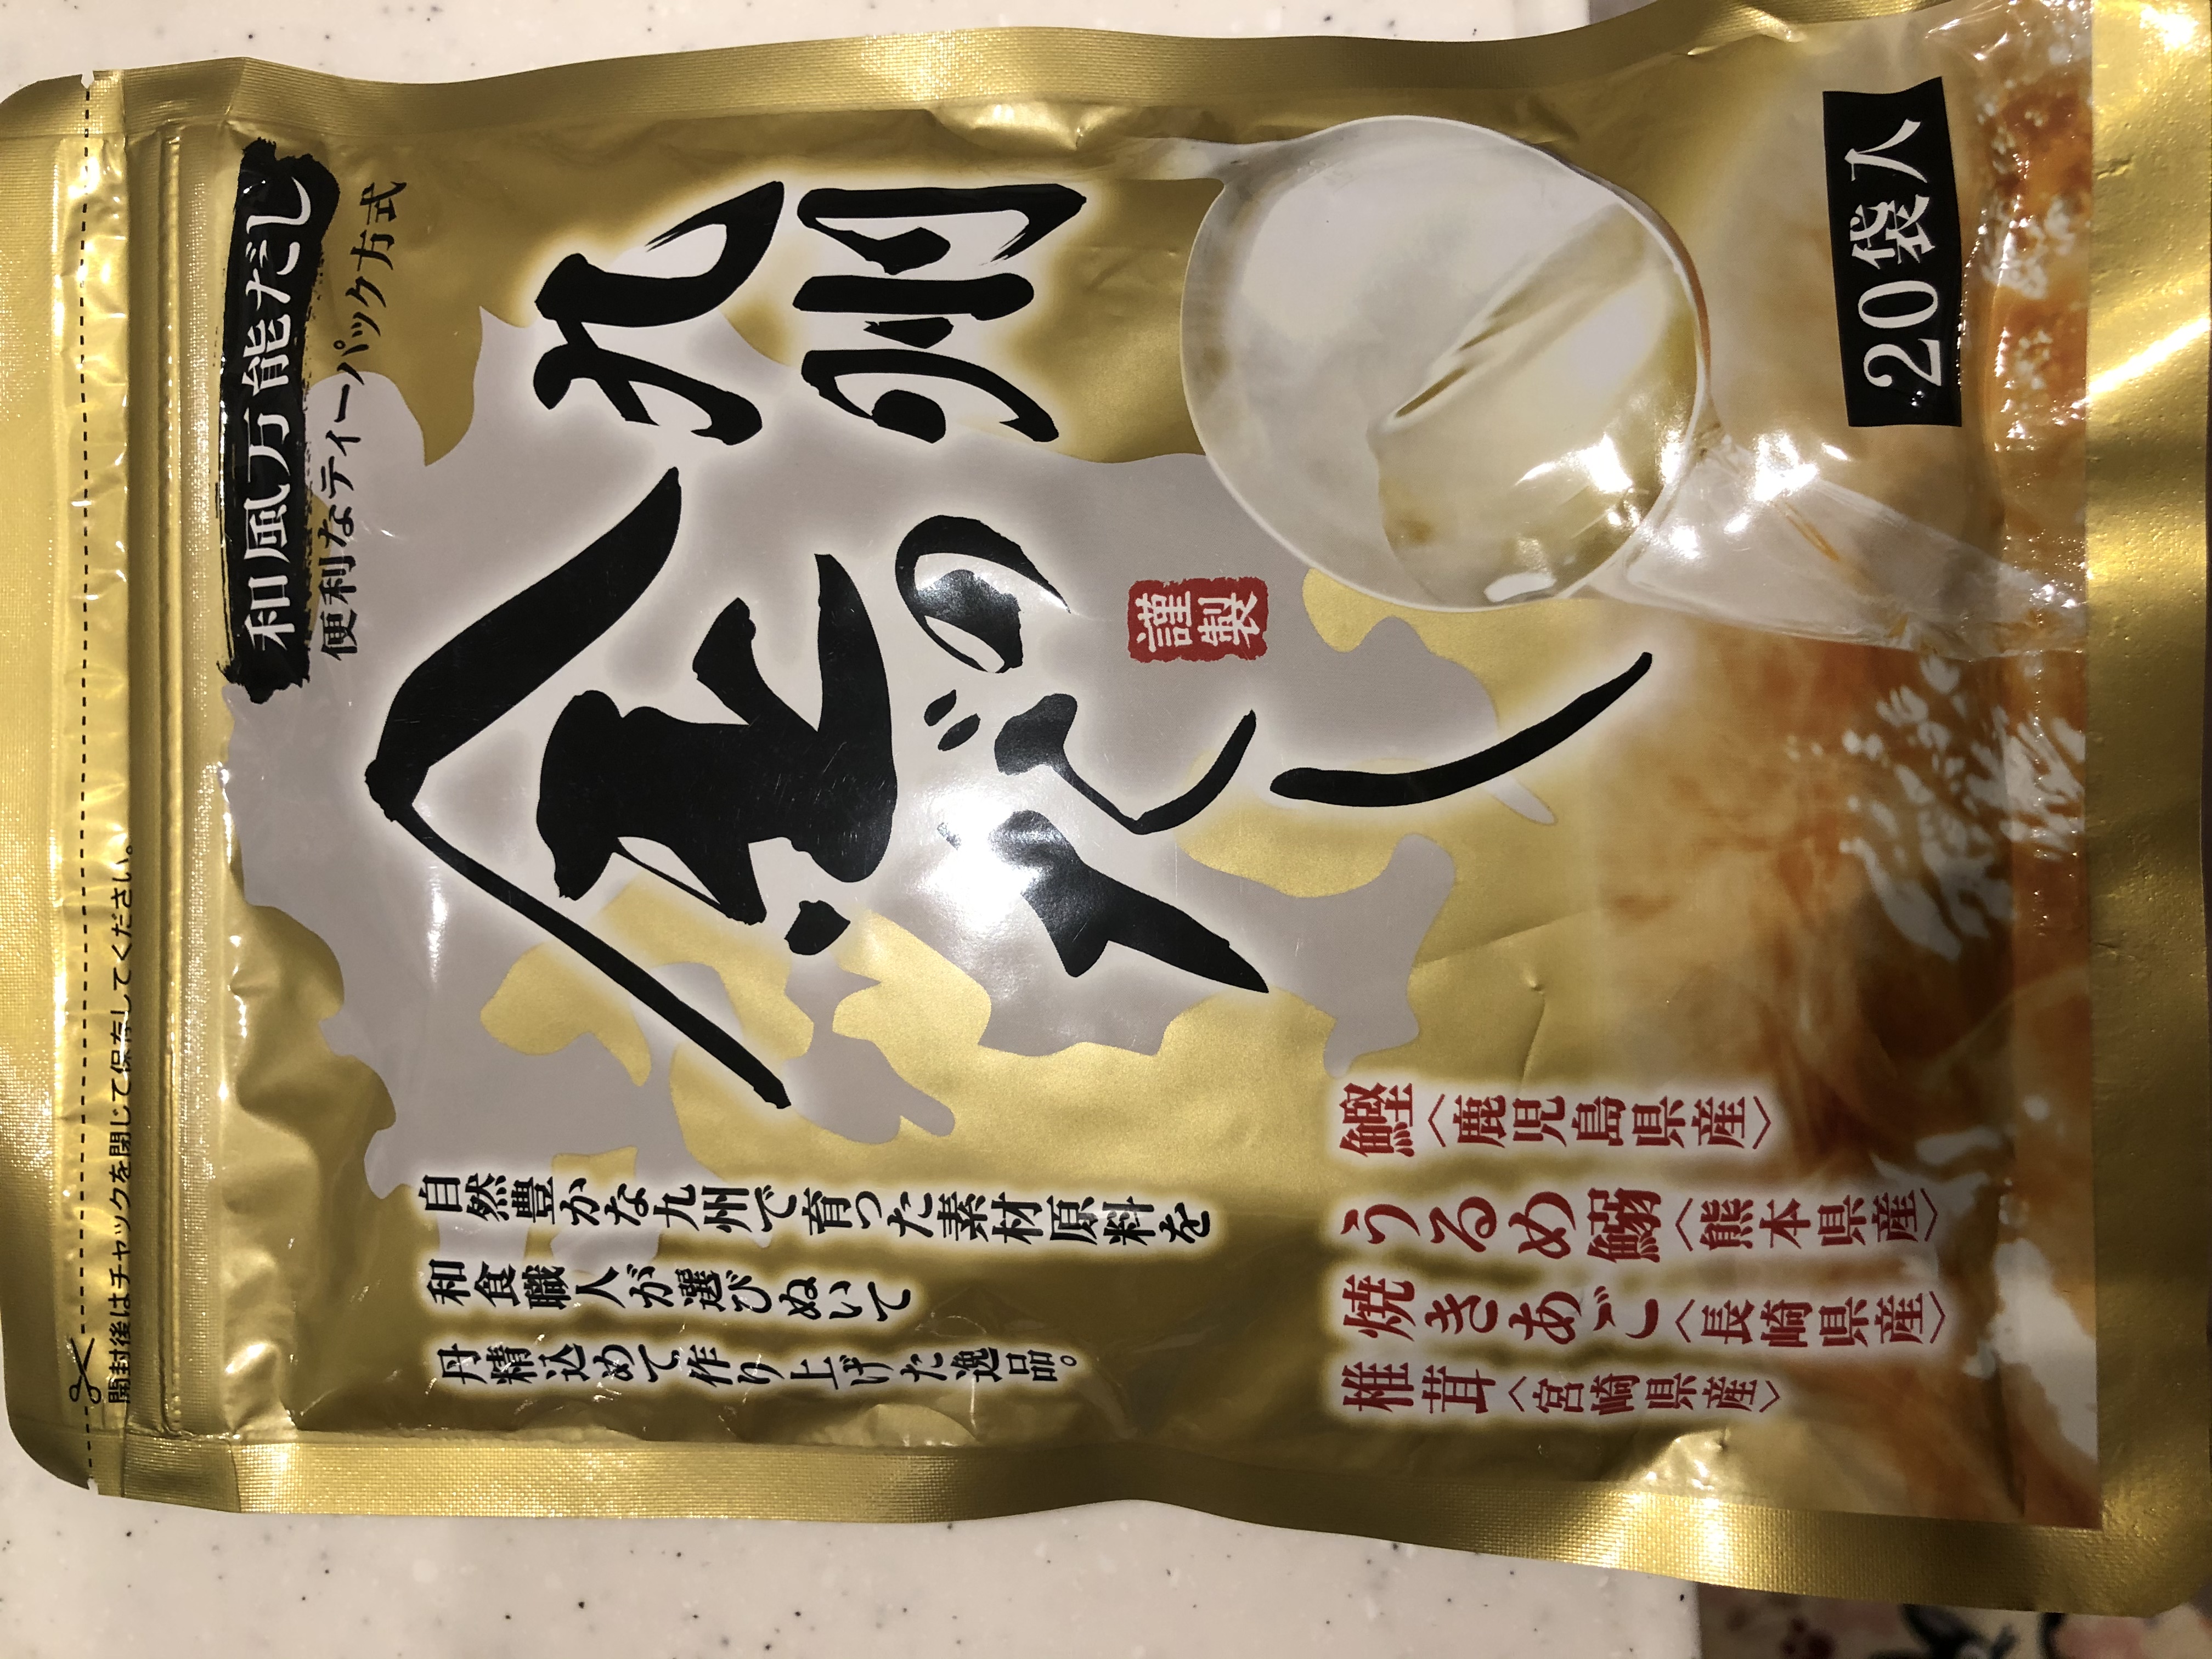 開封後はチャックを閉じて保存してください。
和風万能だし
便利なティーパック方式
九州
金の
だし
謹製
自然豊かな九州で育った素材原料を
和食職人が選びぬいて
丹精込めて作り上げた逸品。
鰹〈鹿児島県産〉
うるめ鰯〈熊本県産〉
焼きあご〈長崎県産〉
椎茸〈宮崎県産〉
20袋入